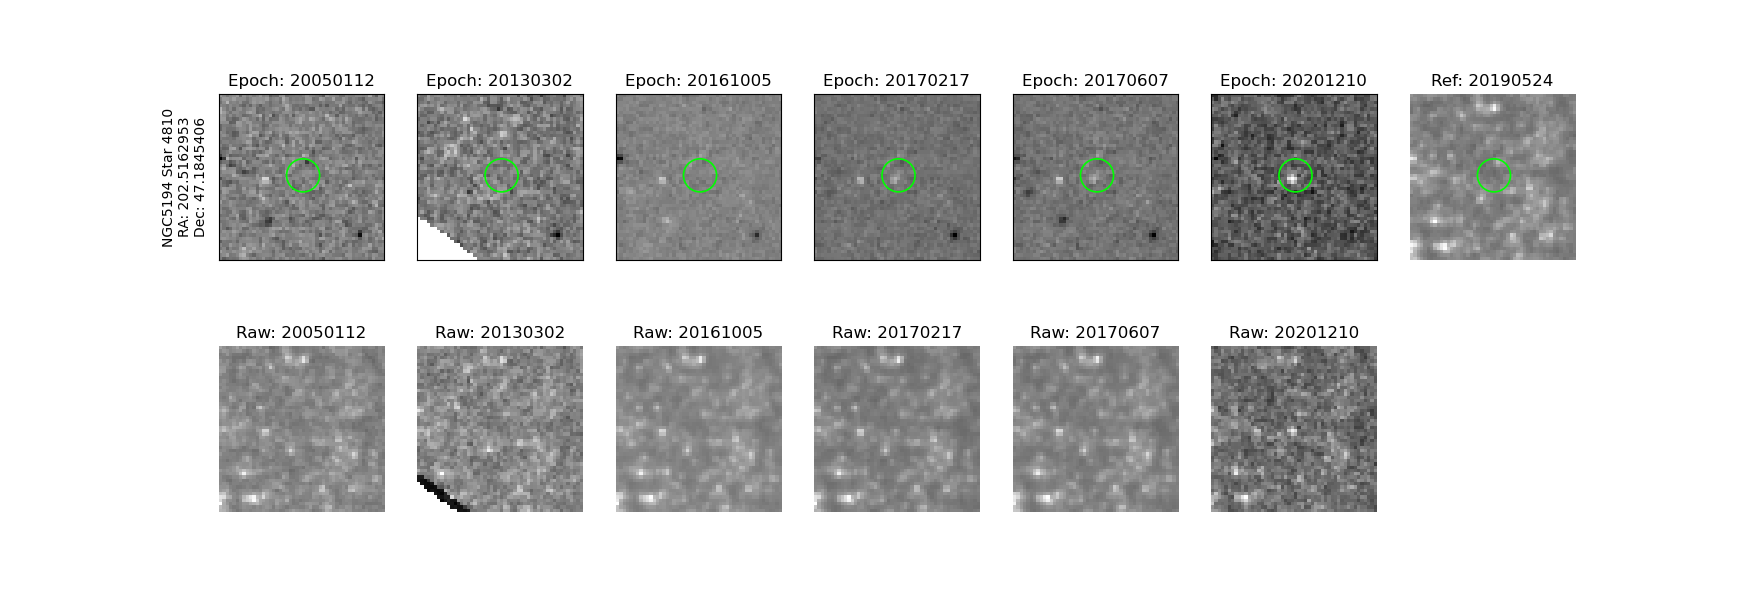 Epoch: 20050112
Epoch: 20130302
Epoch: 20161005
Epoch: 20170217
Epoch: 20170607
Epoch: 20201210
Ref: 20190524
NGC5194 Star 4810
RA: 202.5162953
Dec: 47.18454406
Raw: 20050112
Raw: 20130302
Raw: 20161005
Raw: 20170217
Raw: 20170607
Raw: 20201210